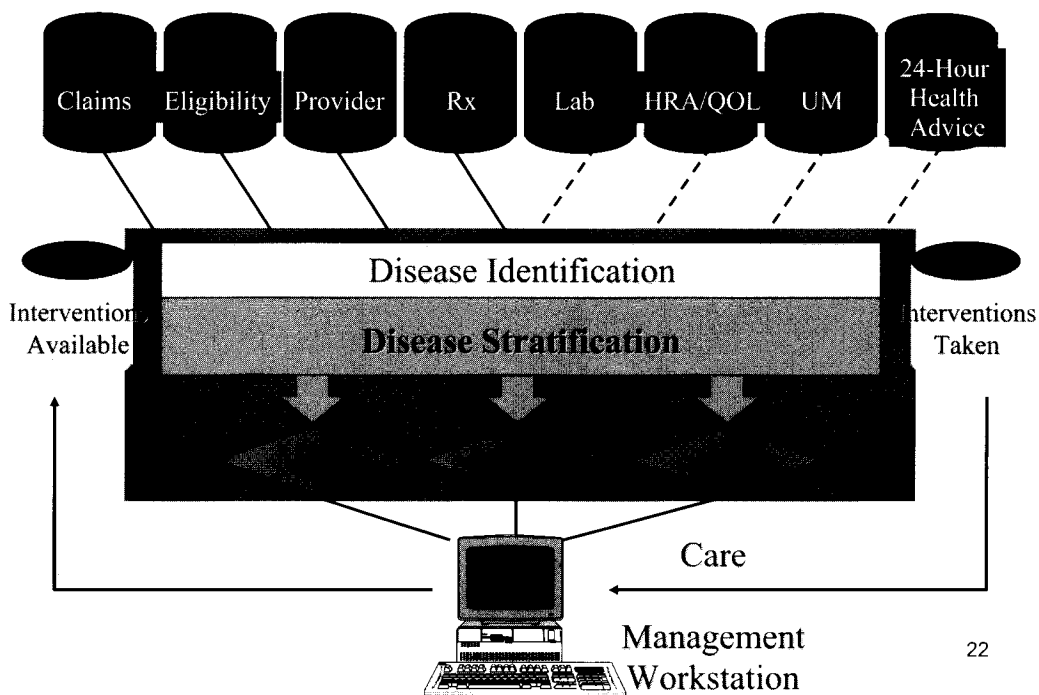 Claims
Eligibility
Provider
Rx
Lab
HRA/QOL
UM
24-Hour
Health
Advice
Disease Identification
Interventions
Available
Disease Stratification
Interventions
Taken
Care
Management
Workstation
22